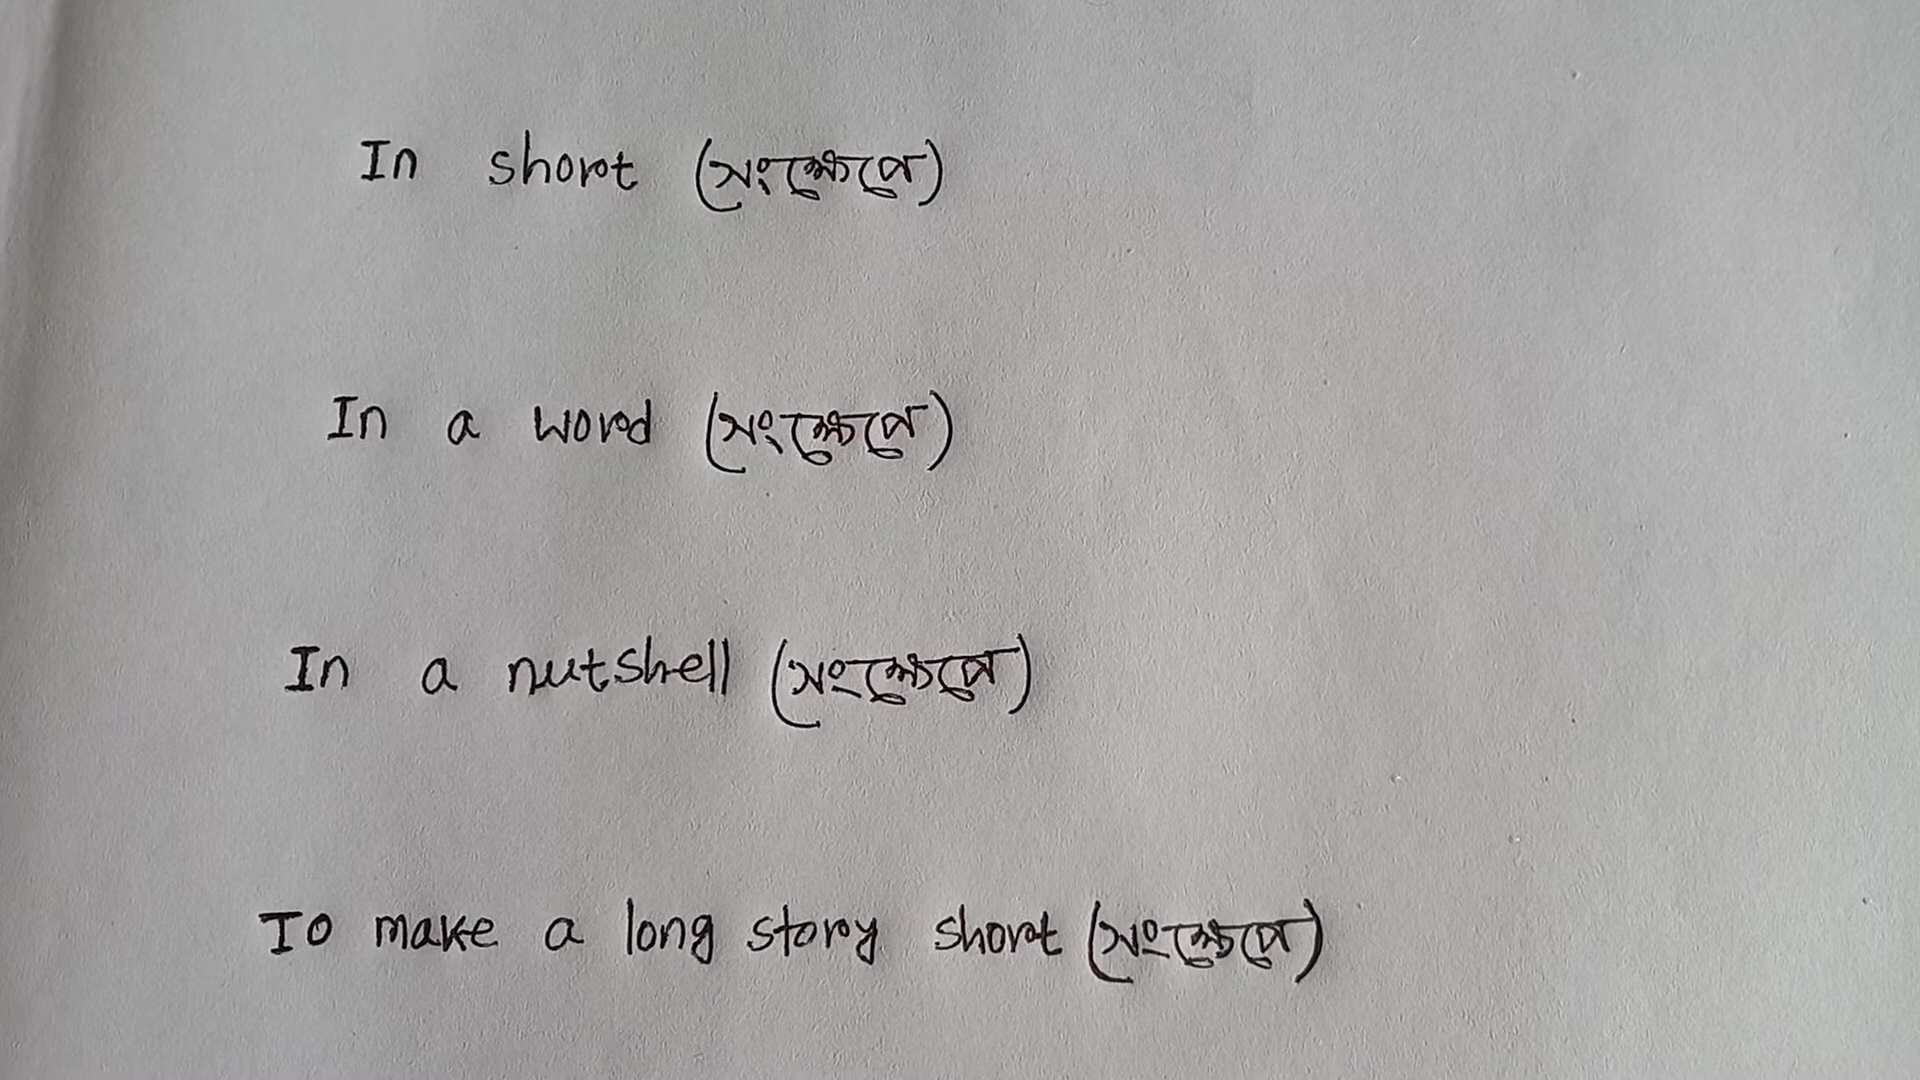 In short (সংক্ষেপে)
In a word (সংক্ষেপে)
In a nutshell (সংক্ষেপে)
To make a long story short (সংক্ষেপে)